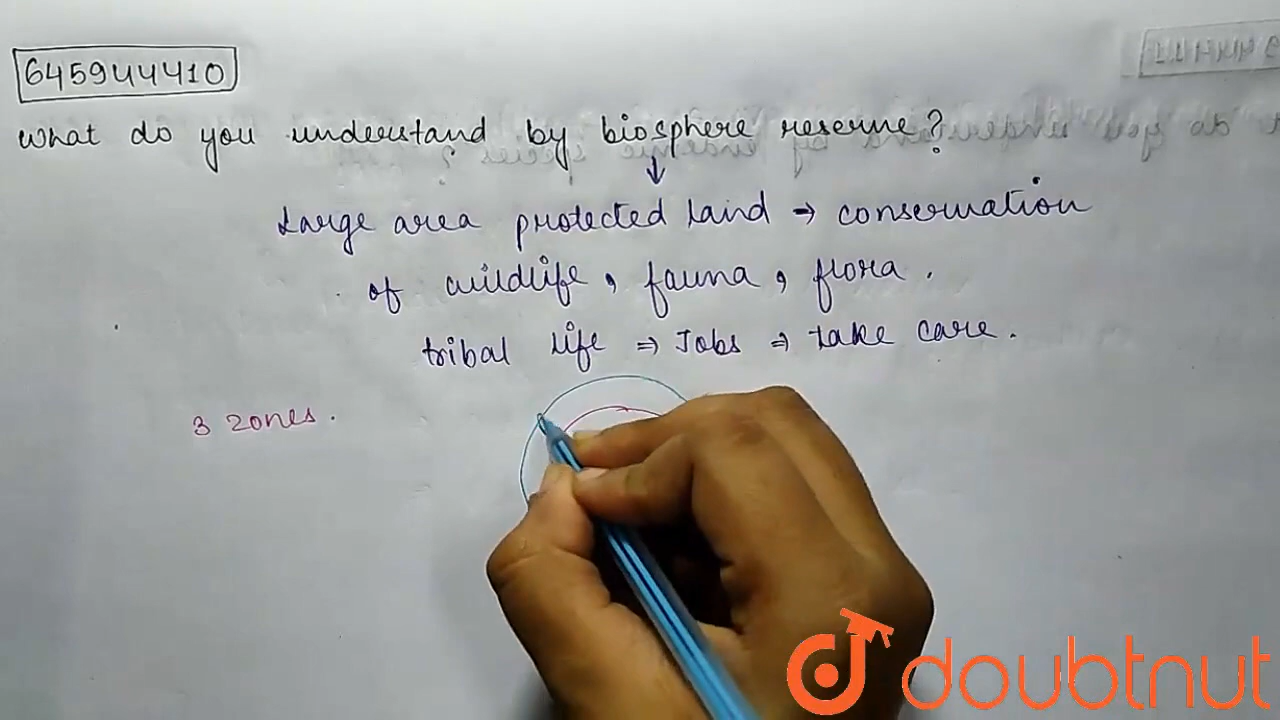 645944410
What do you understand by biosphere reserve?
↓
Large area protected land → conservation
of wildlife, fauna, flora.
tribal life ⇒ Jobs ⇒ take care.
3 zones.
doubtnut